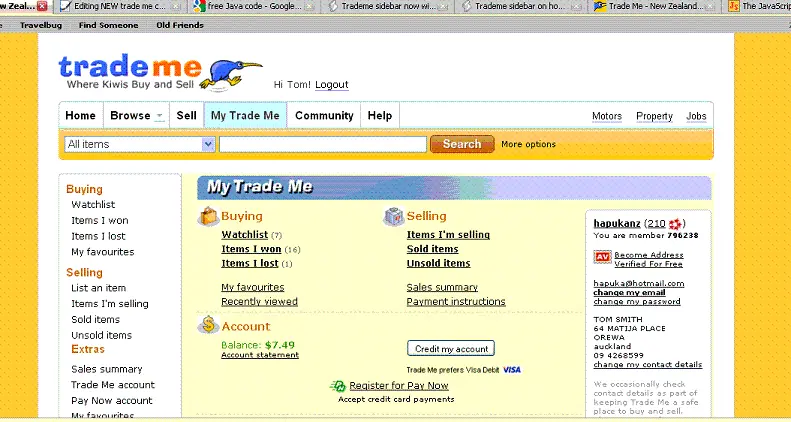 w Zeal...
Editing NEW trade me c...
free Java code - Google...
Trademe sidebar now wi...
Trademe sidebar on ho...
Trade Me - New Zealan...
The JavaScrip
Travelbug Find Someone Old Friends
trade me
Where Kiwis Buy and Sell
Hi Tom! Logout
Home Browse Sell My Trade Me Community Help
Motors Property Jobs
All items Search More options
My Trade Me
Buying
Watchlist
Items I won
Items I lost
My favourites
Selling
List an item
Items I'm selling
Sold items
Unsold items
Extras
Sales summary
Trade Me account
Pay Now account
My favourites
Buying
Watchlist (7)
Items I won (16)
Items I lost (1)
My favourites
Recently viewed
Selling
Items I'm selling
Sold items
Unsold items
Sales summary
Payment instructions
Account
Balance: $7.49
Account statement
Credit my account
Trade Me prefers Visa Debit VISA
Register for Pay Now
Accept credit card payments
hapukanz (210)
You are member 796238
AV Become Address
Verified For Free
hapuka@hotmail.com
change my email
change my password
TOM SMITH
64 MATIJA PLACE
OREWA
auckland
09 4268599
change my contact details
We occasionally check
contact details as part of
keeping Trade Me a safe
place to buy and sell.